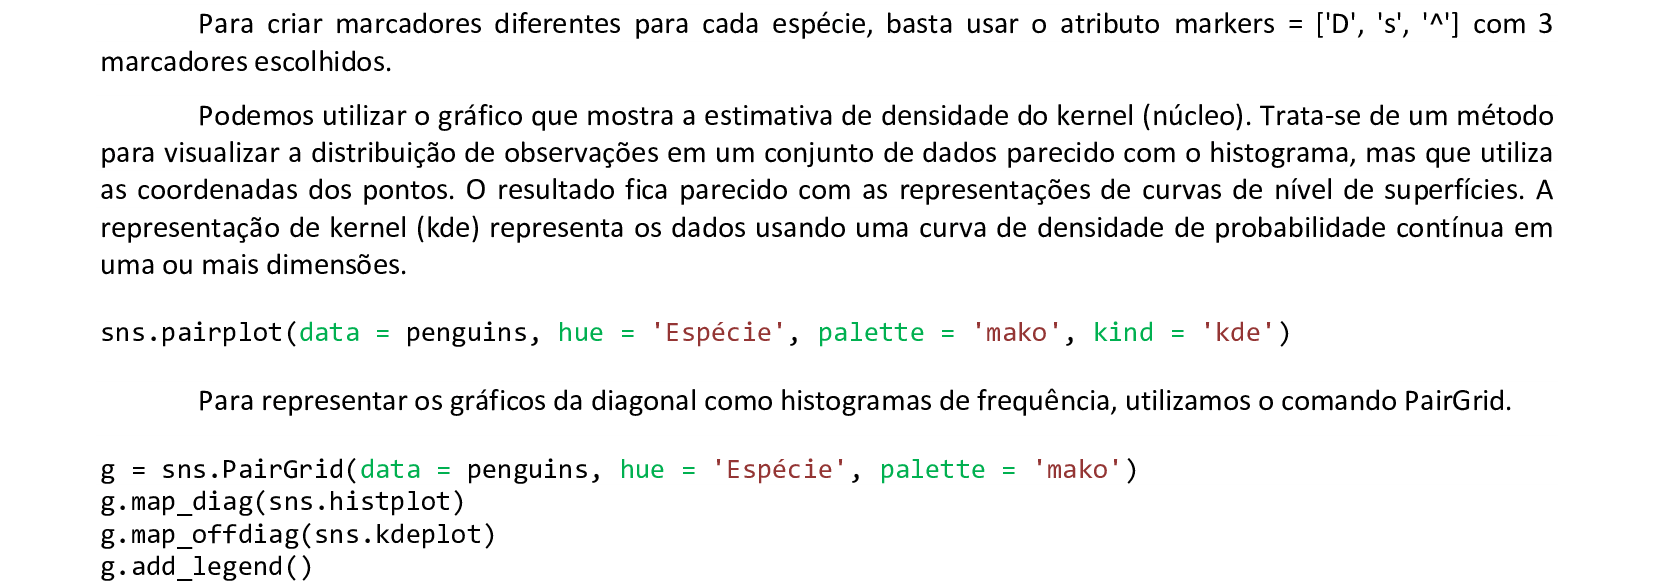 Para criar marcadores diferentes para cada espécie, basta usar o atributo markers = ['D', 's', '^'] com 3
marcadores escolhidos.
Podemos utilizar o gráfico que mostra a estimativa de densidade do kernel (núcleo). Trata-se de um método
para visualizar a distribuição de observações em um conjunto de dados parecido com o histograma, mas que utiliza
as coordenadas dos pontos. O resultado fica parecido com as representações de curvas de nível de superfícies. A
representação de kernel (kde) representa os dados usando uma curva de densidade de probabilidade contínua em
uma ou mais dimensões.
sns.pairplot(data = penguins, hue = 'Espécie', palette = 'mako', kind = 'kde')
Para representar os gráficos da diagonal como histogramas de frequência, utilizamos o comando PairGrid.
g = sns.PairGrid(data = penguins, hue = 'Espécie', palette = 'mako')
g.map_diag(sns.histplot)
g.map_offdiag(sns.kdeplot)
g.add_legend()